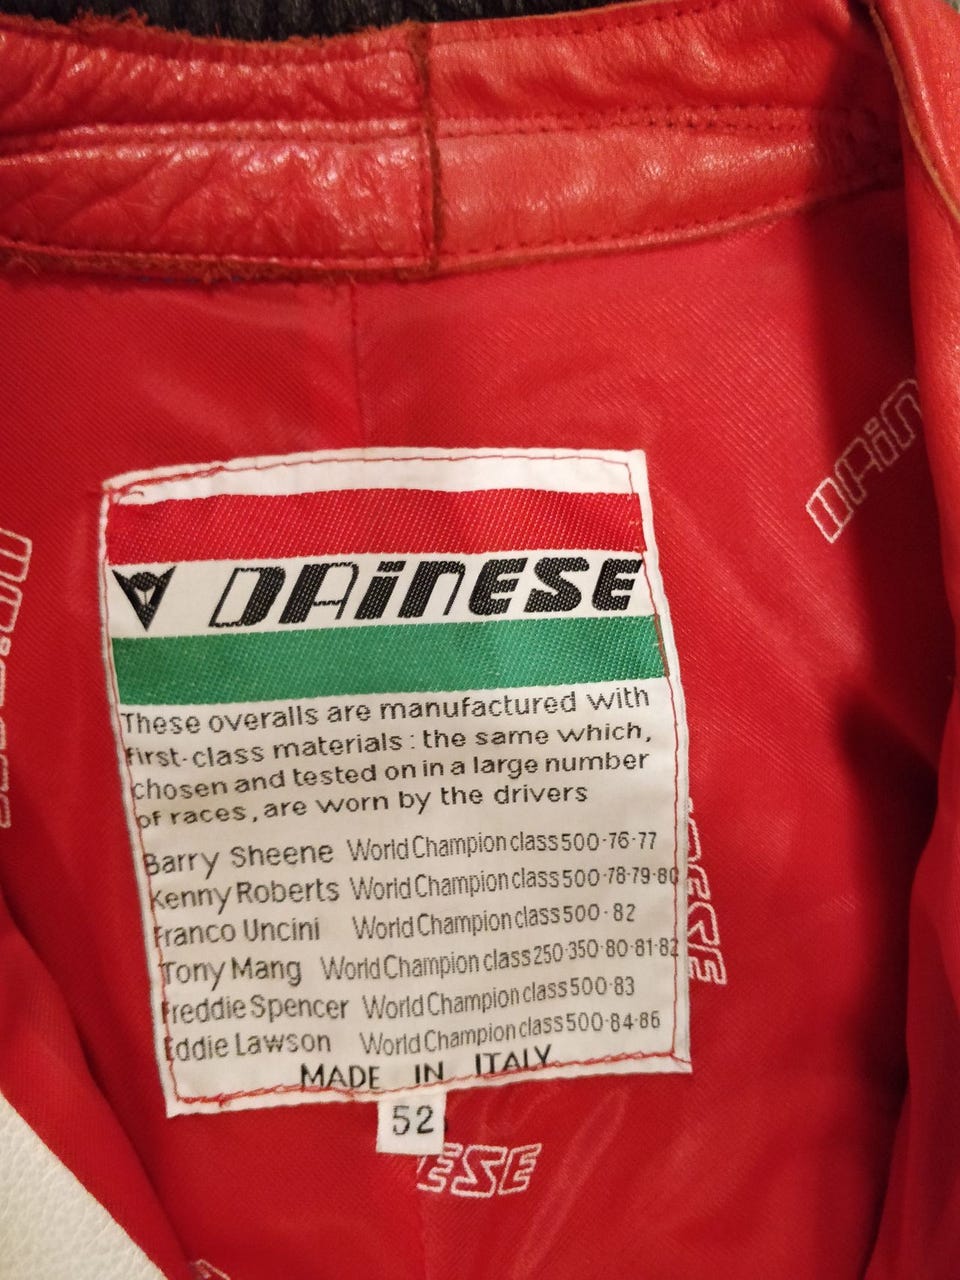 DAiNESE
DAiN
These overalls are manufactured with
first-class materials : the same which,
chosen and tested on in a large number
of races, are worn by the drivers
Barry Sheene World Champion class 500-76-77
Kenny Roberts World Champion class 500-78-79-80
Franco Uncini World Champion class 500-82
Tony Mang World Champion class 250-350-80-81-82
Freddie Spencer World Champion class 500-83
Eddie Lawson World Champion class 500-84-86
MADE IN ITALY
52
NESE
ESE